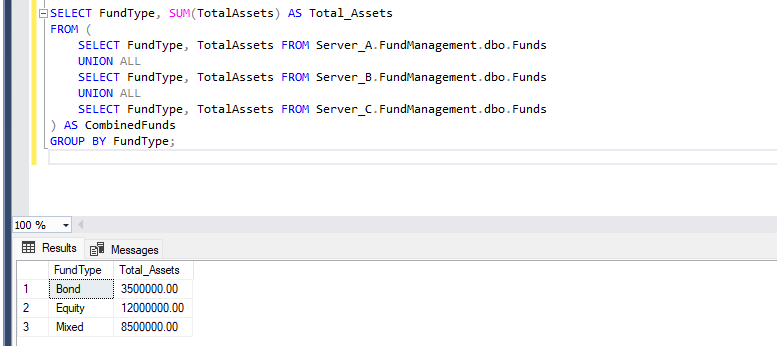 SELECT FundType, SUM(TotalAssets) AS Total_Assets
FROM (
SELECT FundType, TotalAssets FROM Server_A.FundManagement.dbo.Funds
UNION ALL
SELECT FundType, TotalAssets FROM Server_B.FundManagement.dbo.Funds
UNION ALL
SELECT FundType, TotalAssets FROM Server_C.FundManagement.dbo.Funds
) AS CombinedFunds
GROUP BY FundType;
100 %
Results Messages
FundType Total_Assets
1 Bond 3500000.00
2 Equity 12000000.00
3 Mixed 8500000.00